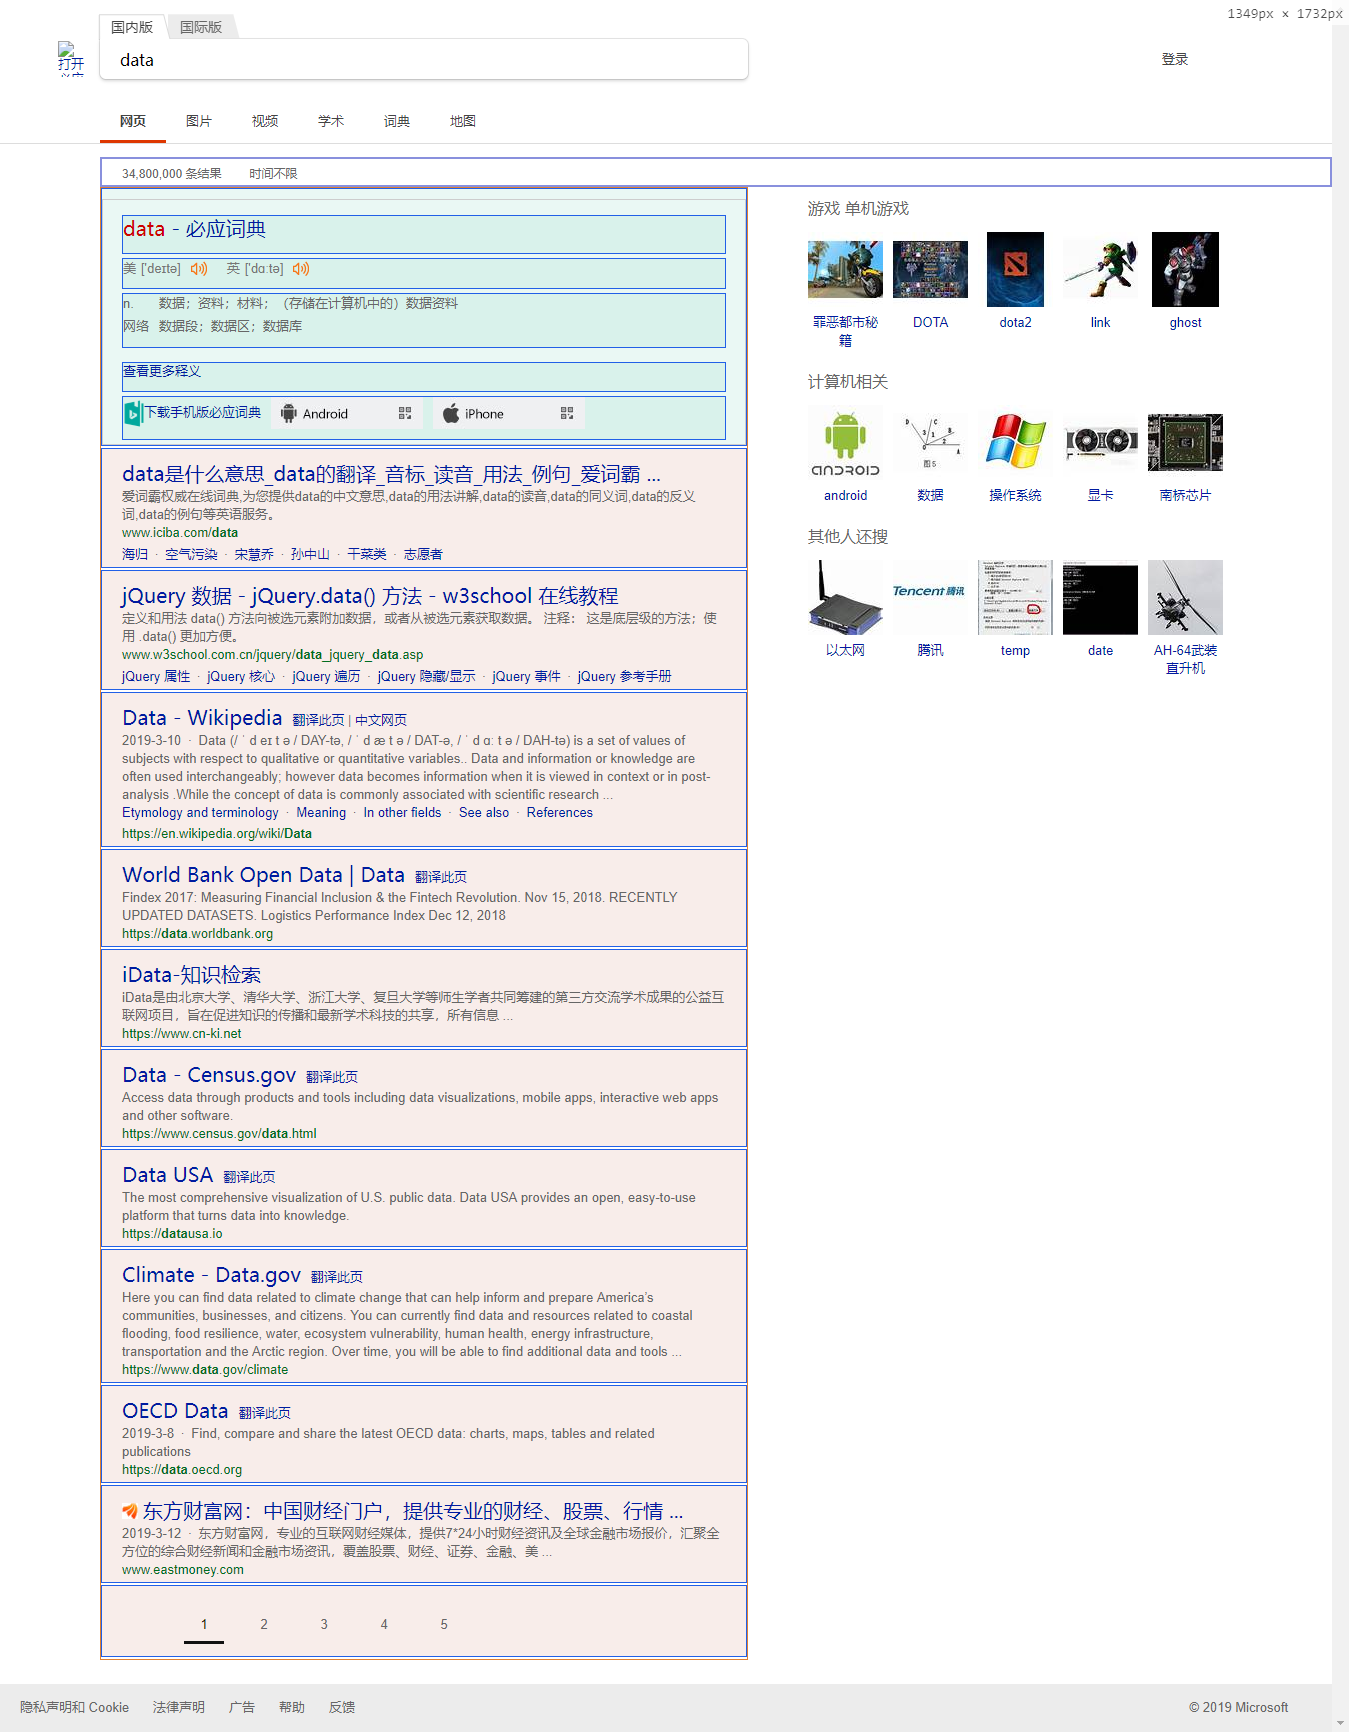 1349px × 1732px
国内版 国际版
打开
data
登录
网页 图片 视频 学术 词典 地图
34,800,000 条结果 时间不限
data - 必应词典
美 ['deɪtə] 英 ['dɑːtə]
n. 数据；资料；材料；（存储在计算机中的）数据资料
网络 数据段；数据区；数据库
查看更多释义
下载手机版必应词典 Android iPhone
data是什么意思_data的翻译_音标_读音_用法_例句_爱词霸 ...
爱词霸权威在线词典,为您提供data的中文意思,data的用法讲解,data的读音,data的同义词,data的反义
词,data的例句等英语服务。
www.iciba.com/data
海归 · 空气污染 · 宋慧乔 · 孙中山 · 干菜类 · 志愿者
jQuery 数据 - jQuery.data() 方法 - w3school 在线教程
定义和用法 data() 方法向被选元素附加数据，或者从被选元素获取数据。 注释： 这是底层级的方法；使
用 .data() 更加方便。
www.w3school.com.cn/jquery/data_jquery_data.asp
jQuery 属性 · jQuery 核心 · jQuery 遍历 · jQuery 隐藏/显示 · jQuery 事件 · jQuery 参考手册
Data - Wikipedia 翻译此页 | 中文网页
2019-3-10 · Data (/ ˈ d eɪ t ə / DAY-tə, / ˈ d æ t ə / DAT-ə, / ˈ d ɑː t ə / DAH-tə) is a set of values of
subjects with respect to qualitative or quantitative variables.. Data and information or knowledge are
often used interchangeably; however data becomes information when it is viewed in context or in post-
analysis .While the concept of data is commonly associated with scientific research ...
Etymology and terminology · Meaning · In other fields · See also · References
https://en.wikipedia.org/wiki/Data
World Bank Open Data | Data 翻译此页
Findex 2017: Measuring Financial Inclusion & the Fintech Revolution. Nov 15, 2018. RECENTLY
UPDATED DATASETS. Logistics Performance Index Dec 12, 2018
https://data.worldbank.org
iData-知识检索
iData是由北京大学、清华大学、浙江大学、复旦大学等师生学者共同筹建的第三方交流学术成果的公益互
联网项目，旨在促进知识的传播和最新学术科技的共享，所有信息 ...
https://www.cn-ki.net
Data - Census.gov 翻译此页
Access data through products and tools including data visualizations, mobile apps, interactive web apps
and other software.
https://www.census.gov/data.html
Data USA 翻译此页
The most comprehensive visualization of U.S. public data. Data USA provides an open, easy-to-use
platform that turns data into knowledge.
https://datausa.io
Climate - Data.gov 翻译此页
Here you can find data related to climate change that can help inform and prepare America's
communities, businesses, and citizens. You can currently find data and resources related to coastal
flooding, food resilience, water, ecosystem vulnerability, human health, energy infrastructure,
transportation and the Arctic region. Over time, you will be able to find additional data and tools ...
https://www.data.gov/climate
OECD Data 翻译此页
2019-3-8 · Find, compare and share the latest OECD data: charts, maps, tables and related
publications
https://data.oecd.org
东方财富网：中国财经门户，提供专业的财经、股票、行情 ...
2019-3-12 · 东方财富网，专业的互联网财经媒体，提供7*24小时财经资讯及全球金融市场报价，汇聚全
方位的综合财经新闻和金融市场资讯，覆盖股票、财经、证券、金融、美 ...
www.eastmoney.com
1 2 3 4 5
游戏 单机游戏
罪恶都市秘 DOTA dota2 link ghost
籍
计算机相关
D C B A 3 1 2
图 5
android
android 数据 操作系统 显卡 南桥芯片
其他人还搜
Tencent 腾讯
以太网 腾讯 temp date AH-64武装
直升机
隐私声明和 Cookie 法律声明 广告 帮助 反馈
© 2019 Microsoft